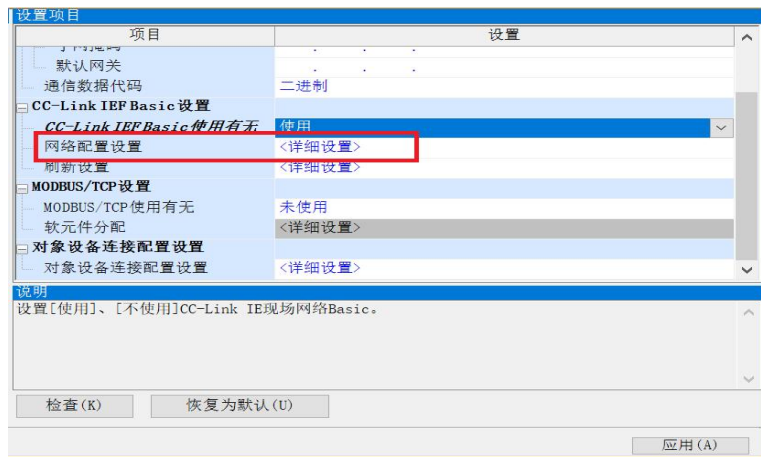 设置项目
项目 设置
默认网关 . . .
通信数据代码 二进制
CC-Link IEF Basic设置
CC-Link IEF Basic使用有无 使用
网络配置设置 <详细设置>
刷新设置 <详细设置>
MODBUS/TCP设置
MODBUS/TCP使用有无 未使用
软元件分配 <详细设置>
对象设备连接配置设置
对象设备连接配置设置 <详细设置>
说明
设置[使用]、[不使用]CC-Link IE现场网络Basic。
检查(K) 恢复为默认(U)
应用(A)